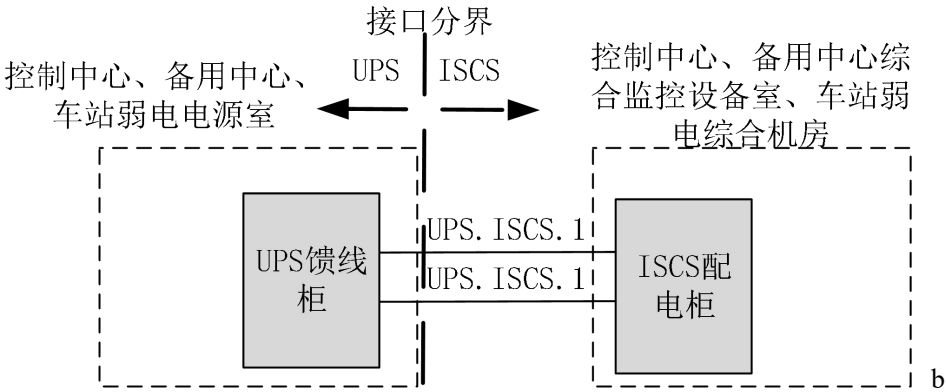 接口分界
UPS ISCS
控制中心、备用中心、
车站弱电电源室
控制中心、备用中心综
合监控设备室、车站弱
电综合机房
UPS馈线
柜
UPS.ISCS.1
UPS.ISCS.1
ISCS配
电柜
b